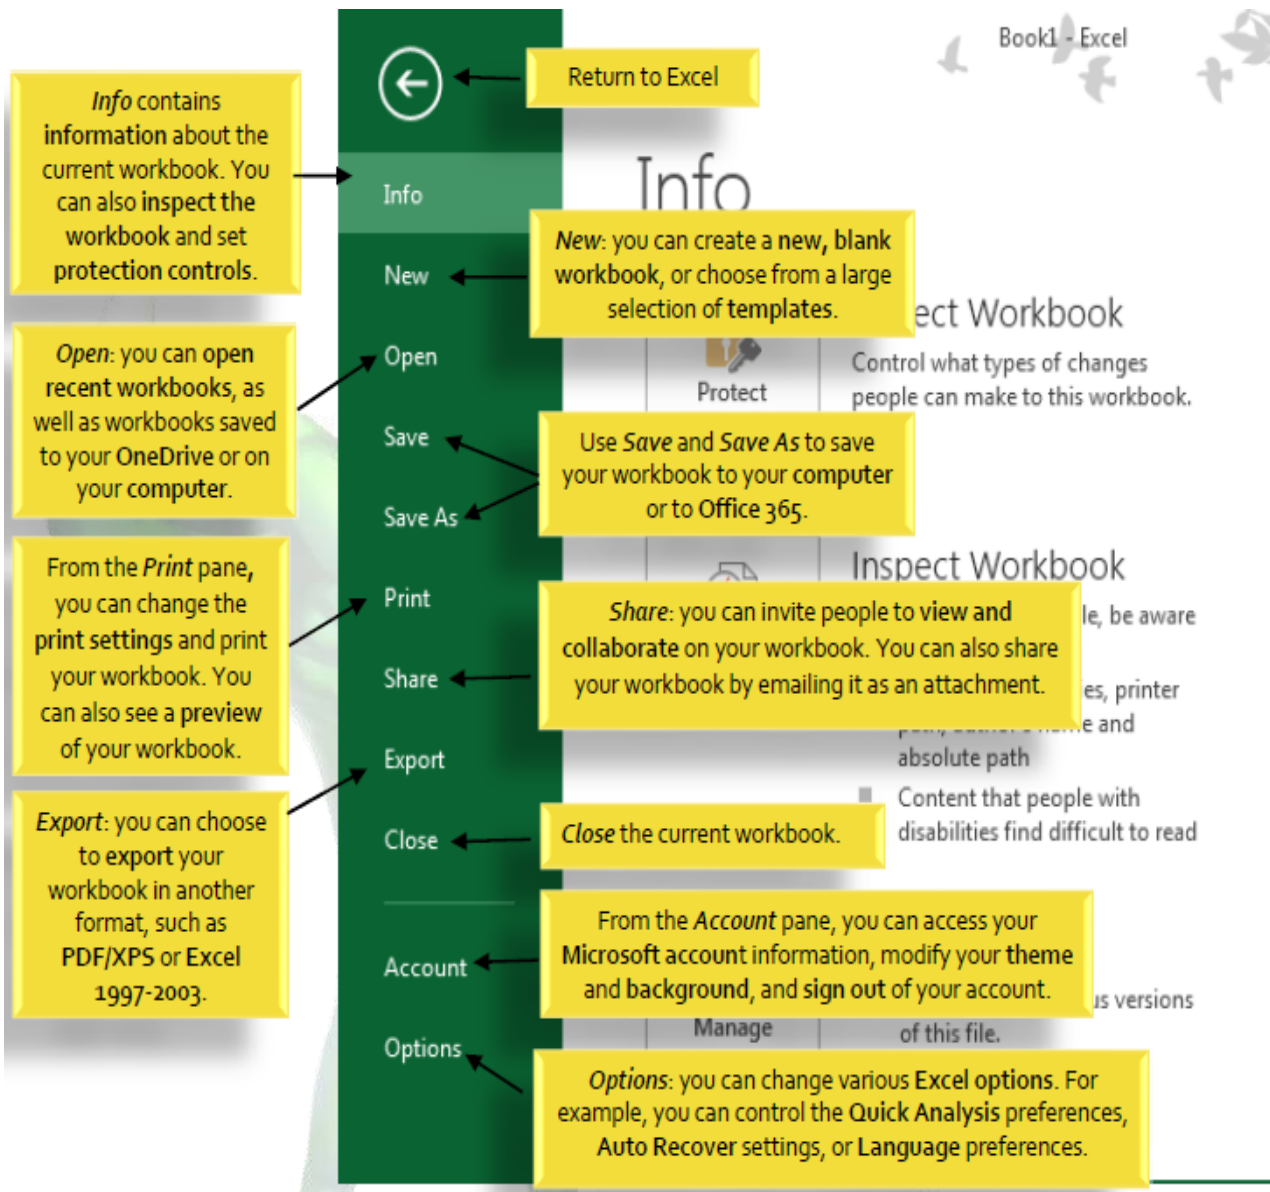 Book1 - Excel
Return to Excel
Info contains
information about the
current workbook. You
can also inspect the
workbook and set
protection controls.
Info
Info
New: you can create a new, blank
workbook, or choose from a large
selection of templates.
New
ect Workbook
Control what types of changes
people can make to this workbook.
Protect
Open: you can open
recent workbooks, as
well as workbooks saved
to your OneDrive or on
your computer.
Open
Save
Use Save and Save As to save
your workbook to your computer
or to Office 365.
Save As
From the Print pane,
you can change the
print settings and print
your workbook. You
can also see a preview
of your workbook.
Print
Inspect Workbook
le, be aware
Share: you can invite people to view and
collaborate on your workbook. You can also share
your workbook by emailing it as an attachment.
Share
ies, printer
path, author's name and
absolute path
Content that people with
disabilities find difficult to read
Export
Export: you can choose
to export your
workbook in another
format, such as
PDF/XPS or Excel
1997-2003.
Close
Close the current workbook.
From the Account pane, you can access your
Microsoft account information, modify your theme
and background, and sign out of your account.
Account
us versions
of this file.
Manage
Options
Options: you can change various Excel options. For
example, you can control the Quick Analysis preferences,
Auto Recover settings, or Language preferences.